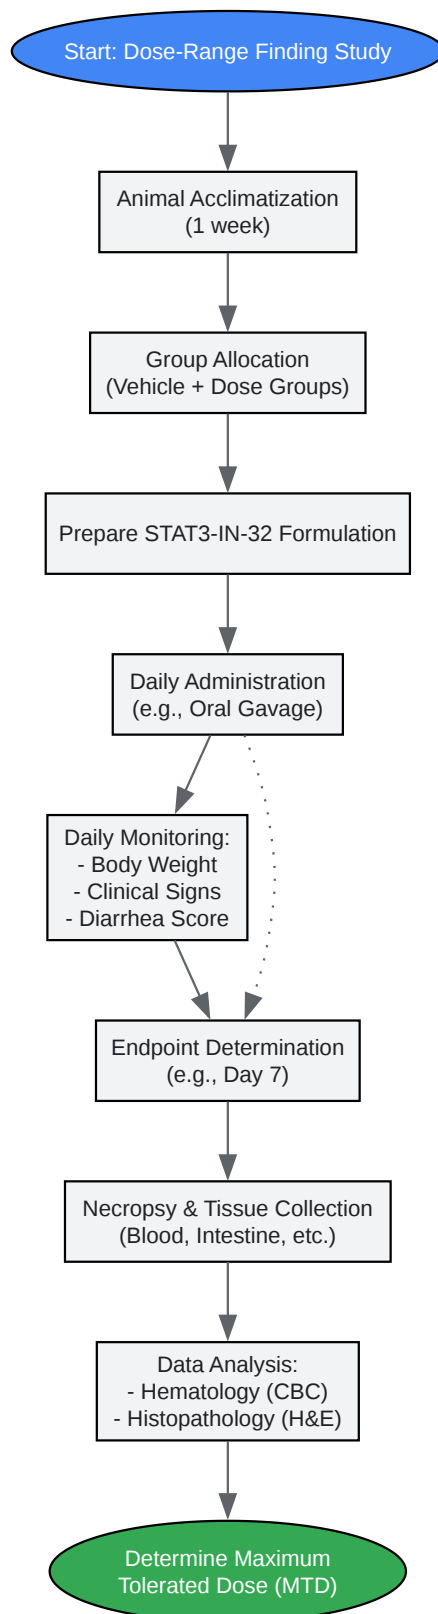 Start: Dose-Range Finding Study
Animal Acclimatization
(1 week)
Group Allocation
(Vehicle + Dose Groups)
Prepare STAT3-IN-32 Formulation
Daily Administration
(e.g., Oral Gavage)
Daily Monitoring:
- Body Weight
- Clinical Signs
- Diarrhea Score
Endpoint Determination
(e.g., Day 7)
Necropsy & Tissue Collection
(Blood, Intestine, etc.)
Data Analysis:
- Hematology (CBC)
- Histopathology (H&E)
Determine Maximum
Tolerated Dose (MTD)